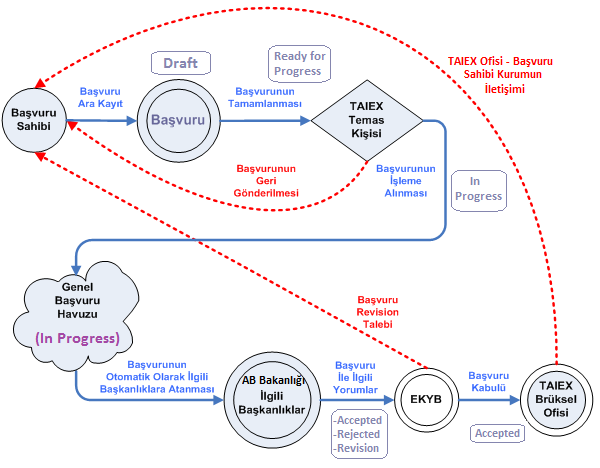 Draft
Ready for
Progress
TAIEX Ofisi - Başvuru
Sahibi Kurumun
İletişimi
Başvuru
Sahibi
Başvuru
Ara Kayıt
Başvuru
Başvurunun
Tamamlanması
TAIEX
Temas
Kişisi
Başvurunun
Geri
Gönderilmesi
Başvurunun
İşleme
Alınması
In
Progress
Genel
Başvuru
Havuzu
(In Progress)
Başvuru
Revision
Talebi
Başvurunun
Otomatik Olarak İlgili
Başkanlıklara Atanması
AB Bakanlığı
İlgili
Başkanlıklar
Başvuru
İle İlgili
Yorumlar
-Accepted
-Rejected
-Revision
EKYB
Başvuru
Kabulü
Accepted
TAIEX
Brüksel
Ofisi